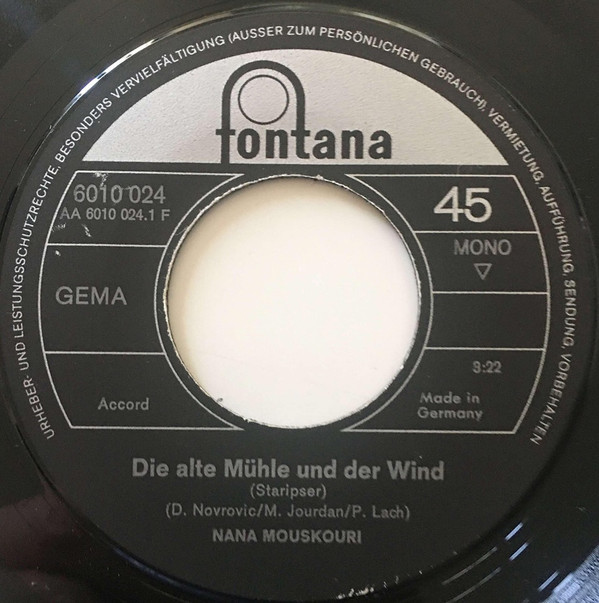 URHEBER- UND LEISTUNGSSCHUTZRECHTE, BESONDERS VERVIELFÄLTIGUNG (AUSSER ZUM PERSÖNLICHEN GEBRAUCH), VERMIETUNG, AUFFÜHRUNG, SENDUNG, VORBEHALTEN
fontana
6010 024
AA 6010 024.1 F
45
MONO
GEMA
3:22
Accord
Made in
Germany
Die alte Mühle und der Wind
(Staripser)
(D. Novrovic/M. Jourdan/P. Lach)
NANA MOUSKOURI